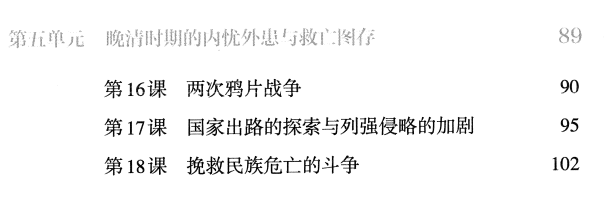 第五单元 晚清时期的内忧外患与救亡图存 89
第16课 两次鸦片战争 90
第17课 国家出路的探索与列强侵略的加剧 95
第18课 挽救民族危亡的斗争 102